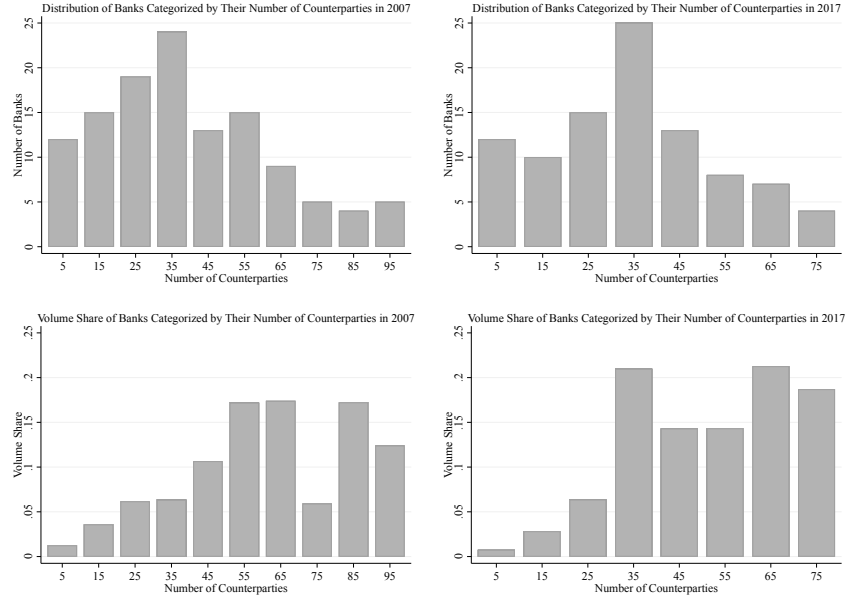 Distribution of Banks Categorized by Their Number of Counterparties in 2007
Number of Banks
25
20
15
10
5
0
5 15 25 35 45 55 65 75 85 95
Number of Counterparties
Distribution of Banks Categorized by Their Number of Counterparties in 2017
Number of Banks
25
20
15
10
5
0
5 15 25 35 45 55 65 75
Number of Counterparties
Volume Share of Banks Categorized by Their Number of Counterparties in 2007
Volume Share
.25
.2
.15
.1
.05
0
5 15 25 35 45 55 65 75 85 95
Number of Counterparties
Volume Share of Banks Categorized by Their Number of Counterparties in 2017
Volume Share
.25
.2
.15
.1
.05
0
5 15 25 35 45 55 65 75
Number of Counterparties